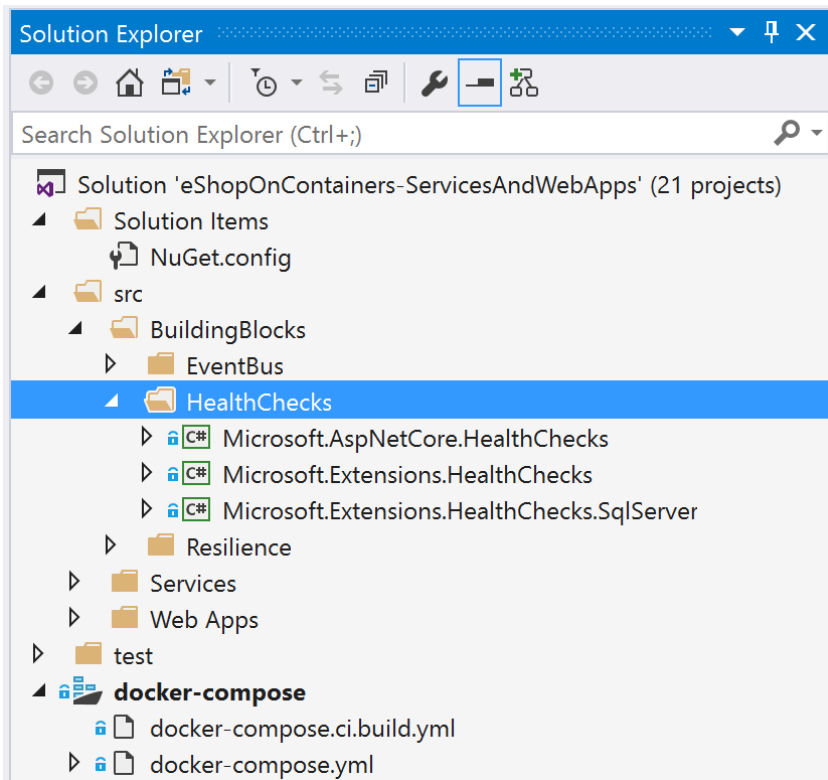 Solution Explorer
Search Solution Explorer (Ctrl+;)
Solution 'eShopOnContainers-ServicesAndWebApps' (21 projects)
Solution Items
NuGet.config
src
BuildingBlocks
EventBus
HealthChecks
C# Microsoft.AspNetCore.HealthChecks
C# Microsoft.Extensions.HealthChecks
C# Microsoft.Extensions.HealthChecks.SqlServer
Resilience
Services
Web Apps
test
docker-compose
docker-compose.ci.build.yml
docker-compose.yml